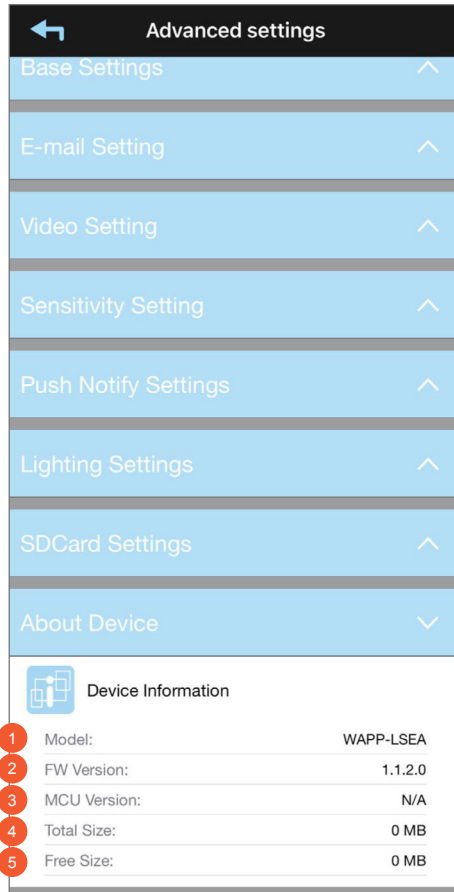 Advanced settings
Base Settings
E-mail Setting
Video Setting
Sensitivity Setting
Push Notify Settings
Lighting Settings
SDCard Settings
About Device
Device Information
1 Model: WAPP-LSEA
2 FW Version: 1.1.2.0
3 MCU Version: N/A
4 Total Size: 0 MB
5 Free Size: 0 MB